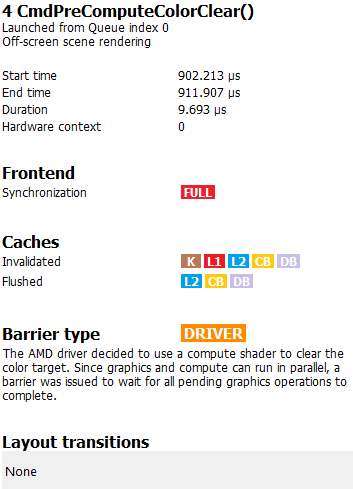 4 CmdPreComputeColorClear()
Launched from Queue index 0
Off-screen scene rendering
Start time 902.213 µs
End time 911.907 µs
Duration 9.693 µs
Hardware context 0
Frontend
Synchronization FULL
Caches
Invalidated K L1 L2 CB DB
Flushed L2 CB DB
Barrier type DRIVER
The AMD driver decided to use a compute shader to clear the
color target. Since graphics and compute can run in parallel, a
barrier was issued to wait for all pending graphics operations to
complete.
Layout transitions
None